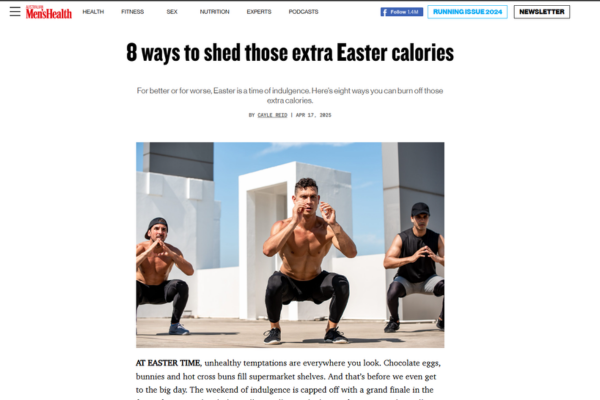 AUSTRALIAN
Men'sHealth
HEALTH FITNESS SEX NUTRITION EXPERTS PODCASTS
Follow 1.4M
RUNNING ISSUE 2024
NEWSLETTER
8 ways to shed those extra Easter calories
For better or for worse, Easter is a time of indulgence. Here's eight ways you can burn off those
extra calories.
BY CAYLE REID | APR 17, 2025
AT EASTER TIME, unhealthy temptations are everywhere you look. Chocolate eggs,
bunnies and hot cross buns fill supermarket shelves. And that's before we even get
to the big day. The weekend of indulgence is capped off with a grand finale in the